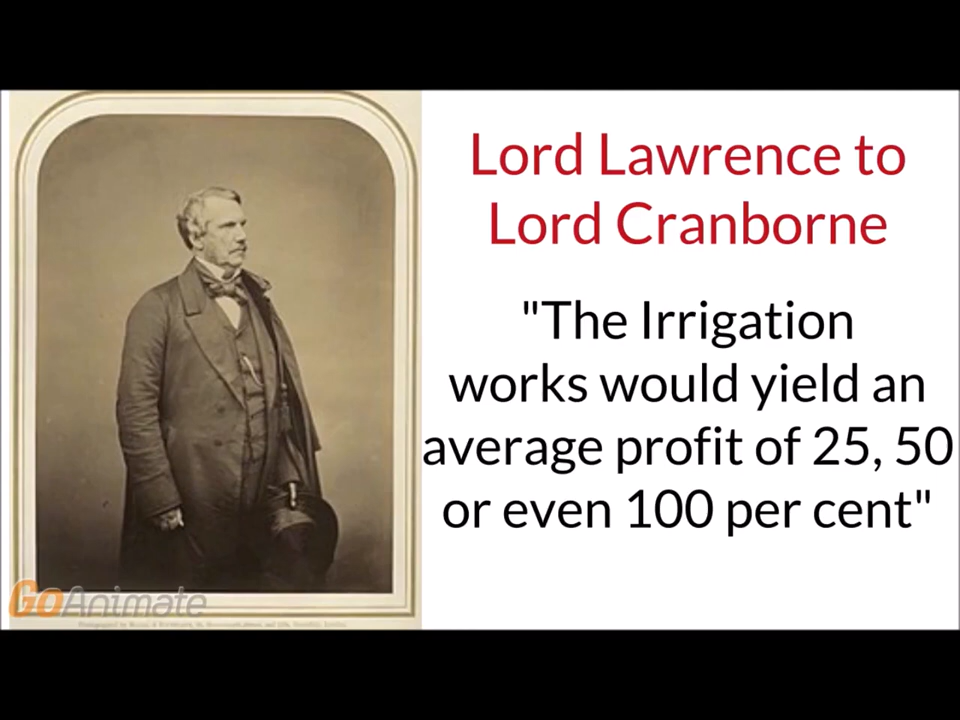 Lord Lawrence to
Lord Cranborne
"The Irrigation
works would yield an
average profit of 25, 50
or even 100 per cent"
GoAnimate